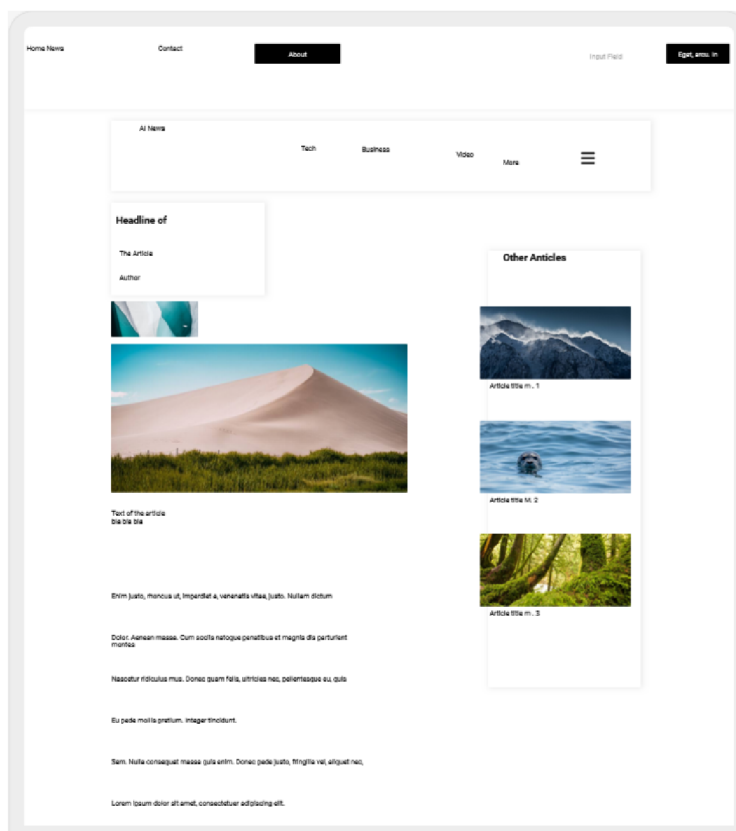 Home News
Contact
About
Input Field
Eget, arcu. In
AI News
Tech
Business
Video
More
Headline of
The Article
Author
Other Anticles
Article title m . 1
Article title M. 2
Article title m . 3
Text of the article
bla bla bla
Enim justo, rhoncus ut, imperdiet a, venenatis vitae, justo. Nullam dictum
Dolor. Aenean massa. Cum sociis natoque penatibus et magnis dis parturient
montes
Nascetur ridiculus mus. Donec quam felis, ultricies nec, pellentesque eu, quis
Eu pede mollis pretium. Integer tincidunt.
Sem. Nulla consequat massa quis enim. Donec pede justo, fringilla vel, aliquet nec,
Lorem ipsum dolor sit amet, consectetuer adipiscing elit.